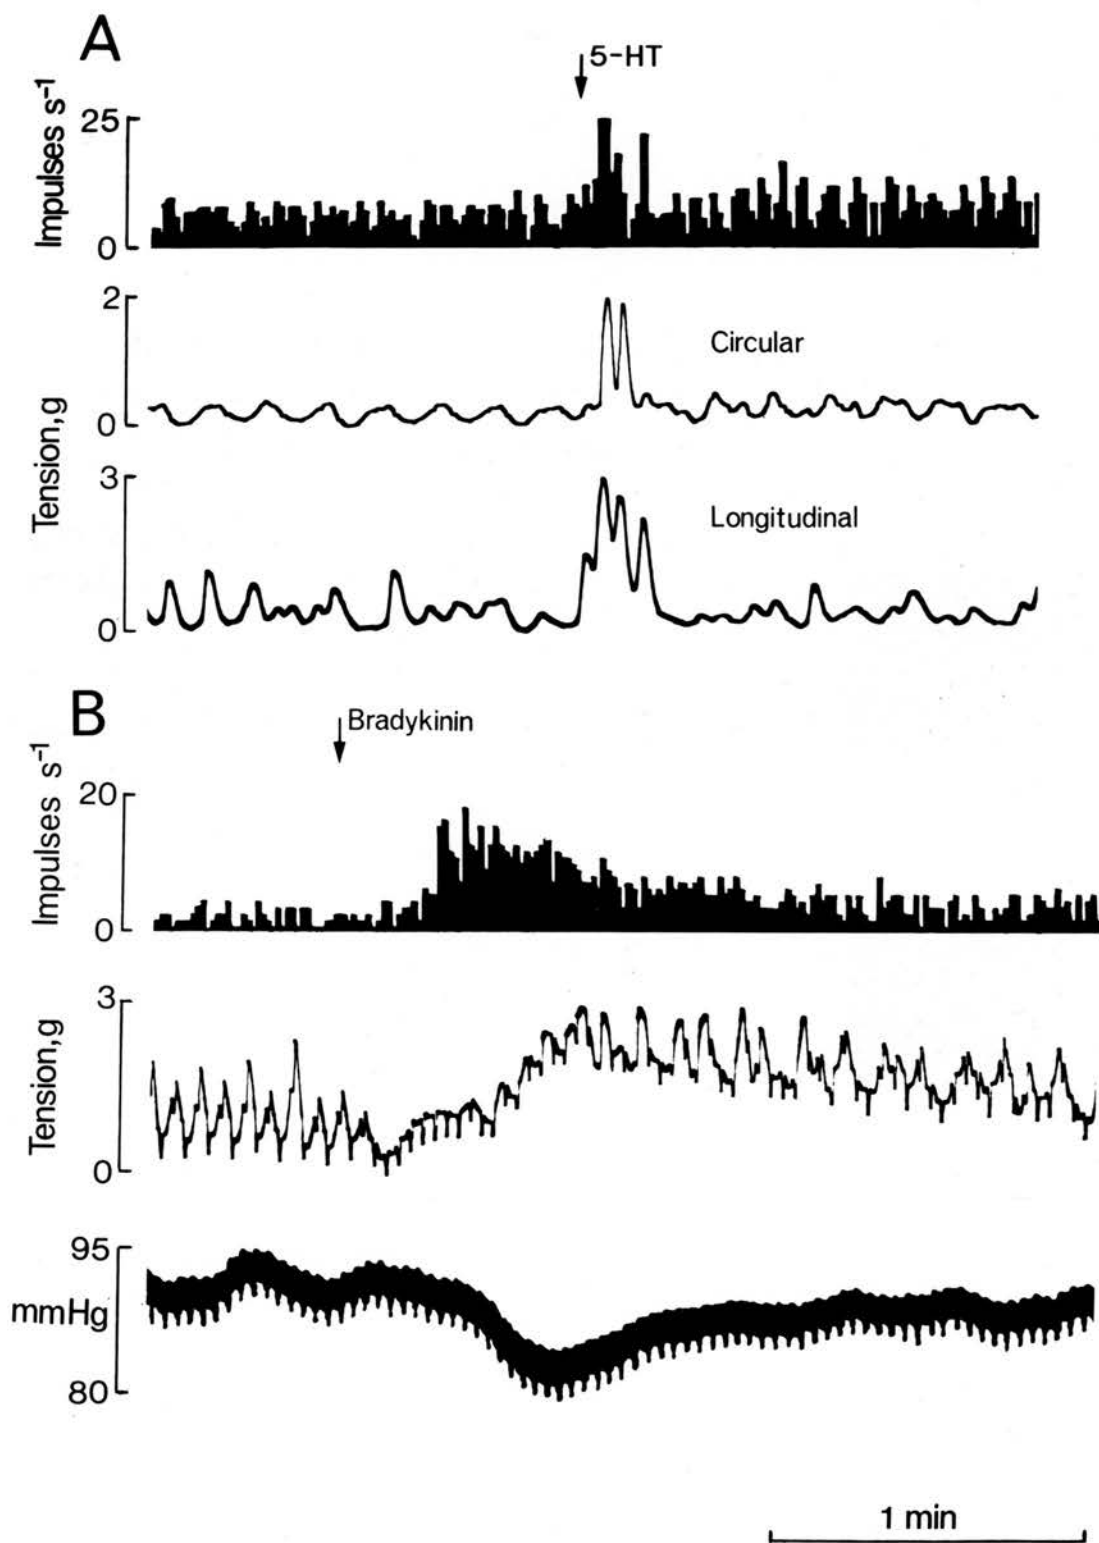 A
5-HT
Impulses s⁻¹
25
0
2
Circular
0
Tension,g
3
Longitudinal
0
B
Bradykinin
Impulses s⁻¹
20
0
3
Tension,g
0
95
mmHg
80
1 min